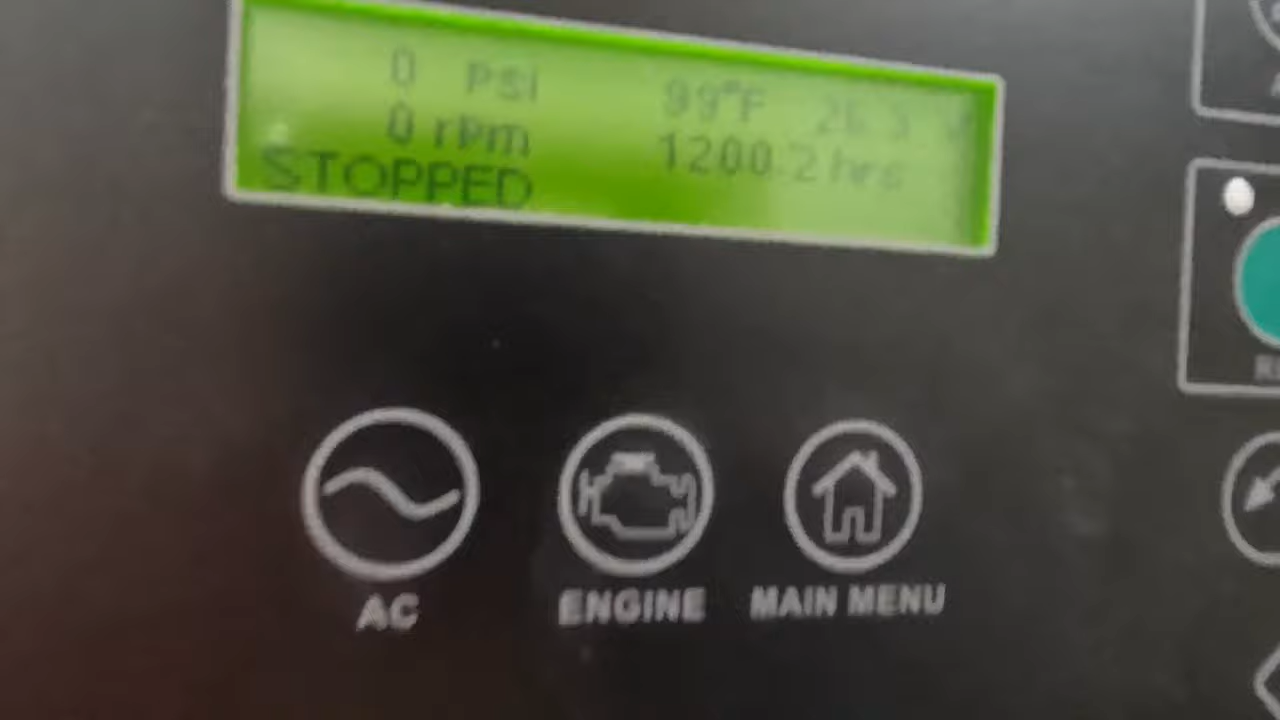 0 PSI 99°F
0 rpm 1200.2 hrs
STOPPED
AC
ENGINE
MAIN MENU